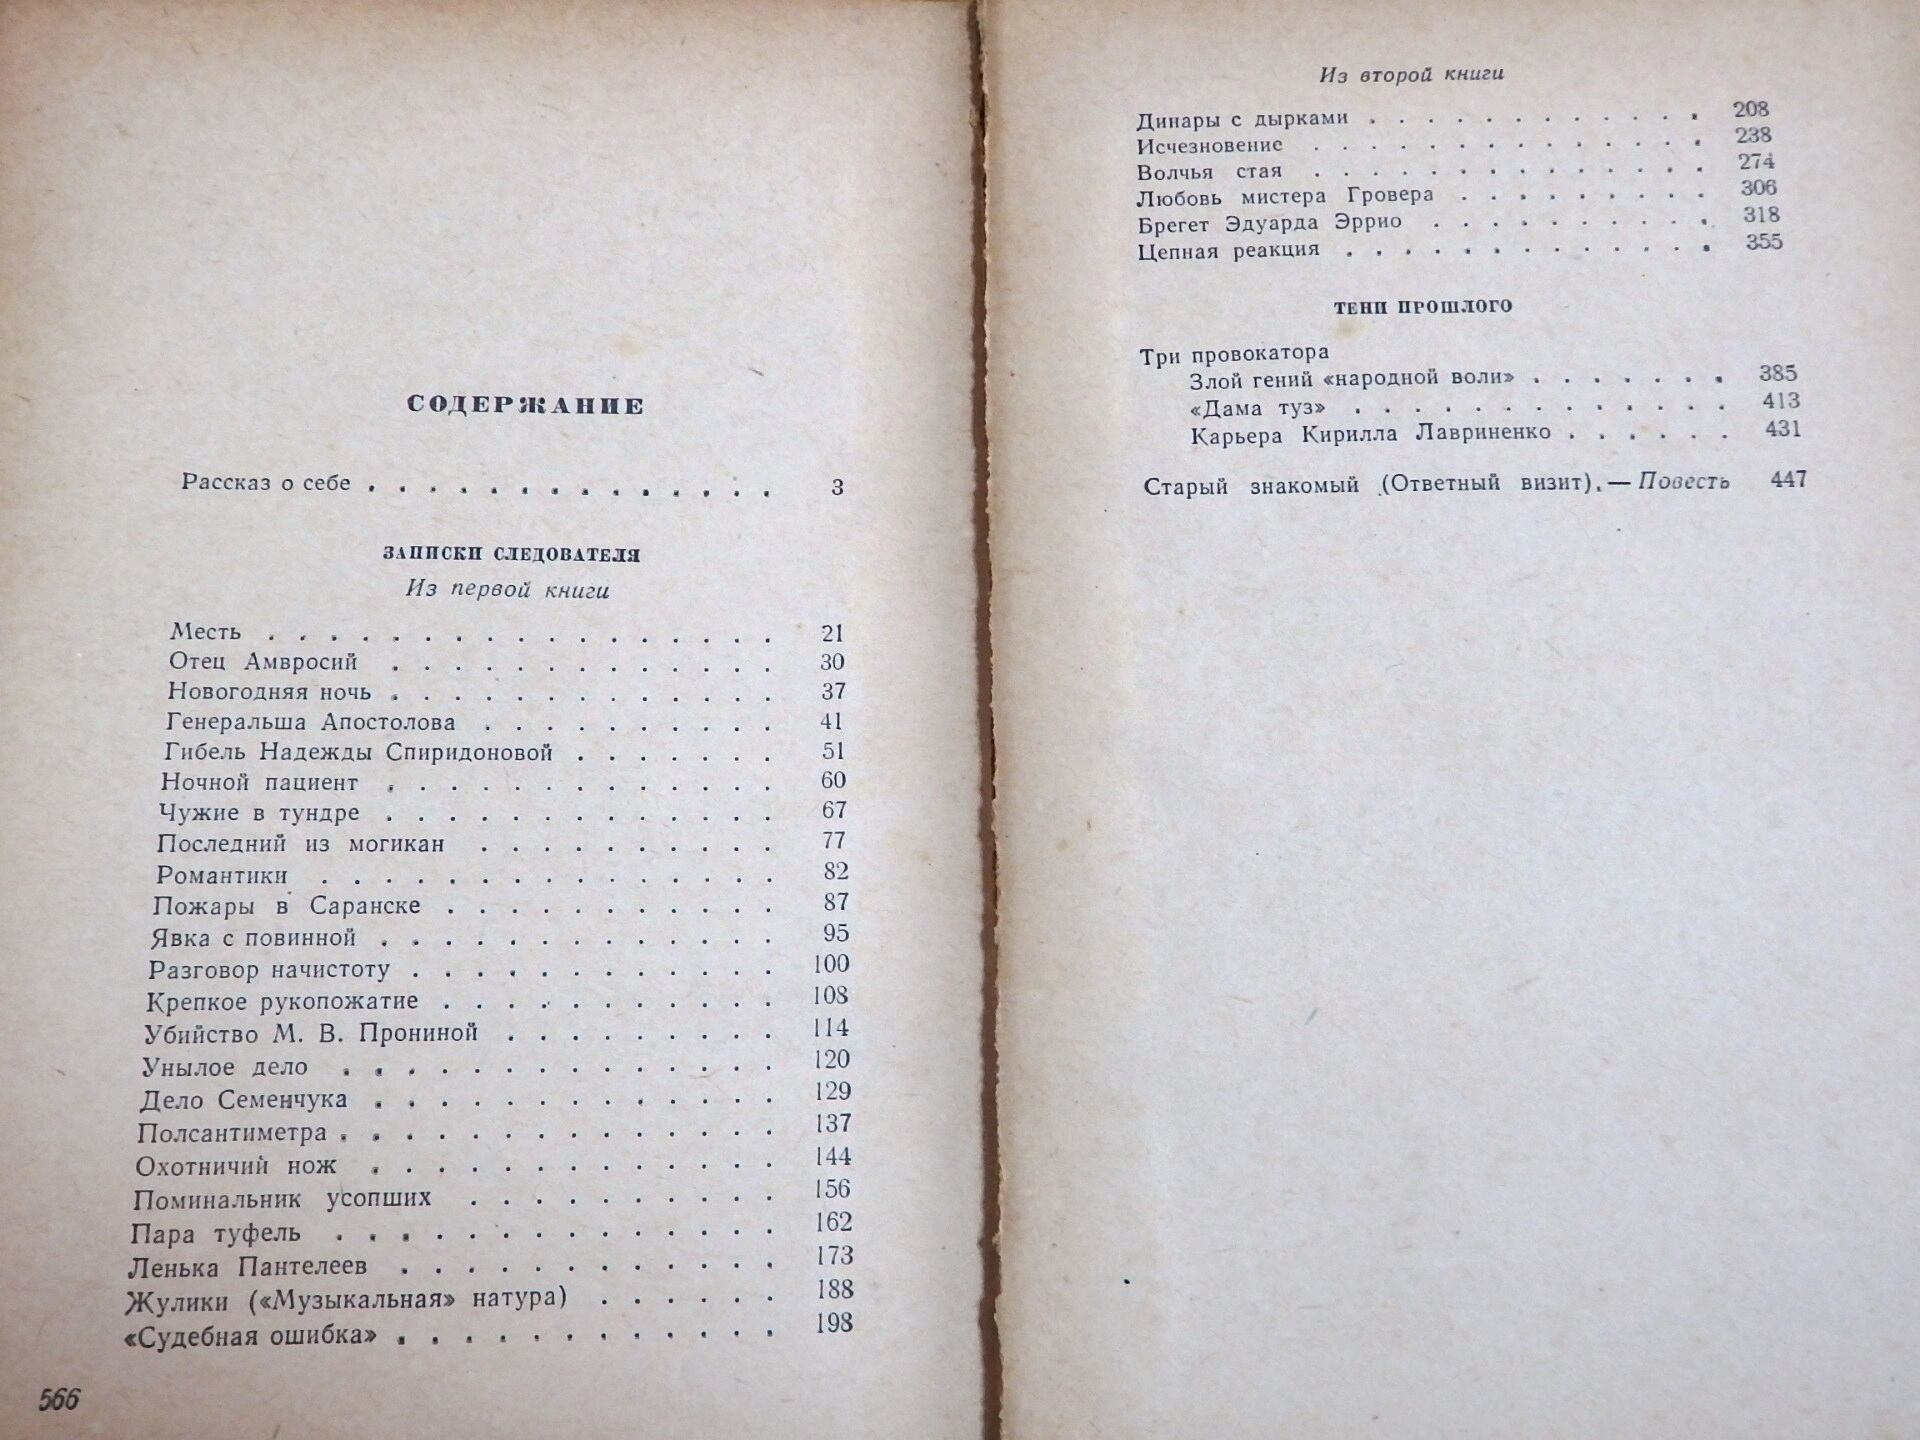 СОДЕРЖАНИЕ
Рассказ о себе . . . . . . . . . . . . . . 3
ЗАПИСКИ СЛЕДОВАТЕЛЯ
Из первой книги
Месть . . . . . . . . . . . . . . . . 21
Отец Амвросий . . . . . . . . . . . . 30
Новогодняя ночь . . . . . . . . . . . . . 37
Генеральша Апостолова . . . . . . . . . . 41
Гибель Надежды Спиридоновой . . . . . . . 51
Ночной пациент . . . . . . . . . . . . . 60
Чужие в тундре . . . . . . . . . . . . . 67
Последний из могикан . . . . . . . . . . 77
Романтики . . . . . . . . . . . . . . . 82
Пожары в Саранске . . . . . . . . . . . 87
Явка с повинной . . . . . . . . . . . . . 95
Разговор начистоту . . . . . . . . . . . . 100
Крепкое рукопожатие . . . . . . . . . . . 108
Убийство М. В. Прониной . . . . . . . . . 114
Унылое дело . . . . . . . . . . . . . . 120
Дело Семенчука . . . . . . . . . . . . . 129
Полсантиметра . . . . . . . . . . . . . . 137
Охотничий нож . . . . . . . . . . . . . 144
Поминальник усопших . . . . . . . . . . 156
Пара туфель . . . . . . . . . . . . . . 162
Ленька Пантелеев . . . . . . . . . . . . 173
Жулики («Музыкальная» натура) . . . . . . 188
«Судебная ошибка» . . . . . . . . . . . . 198
566
Из второй книги
Динары с дырками . . . . . . . . . . . . 208
Исчезновение . . . . . . . . . . . . . . 238
Волчья стая . . . . . . . . . . . . . . 274
Любовь мистера Гровера . . . . . . . . . 306
Брегет Эдуарда Эррио . . . . . . . . . . 318
Цепная реакция . . . . . . . . . . . . . 355
ТЕНИ ПРОШЛОГО
Три провокатора
Злой гений «народной воли» . . . . . . . 385
«Дама туз» . . . . . . . . . . . . . 413
Карьера Кирилла Лавриненко . . . . . . 431
Старый знакомый (Ответный визит). — Повесть 447